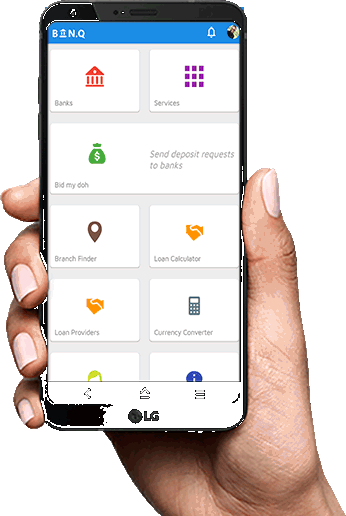 B
N.Q
Banks
Services
Send deposit requests
to banks
Bid my doh
Branch Finder
Loan Calculator
Loan Providers
Currency Converter
LG